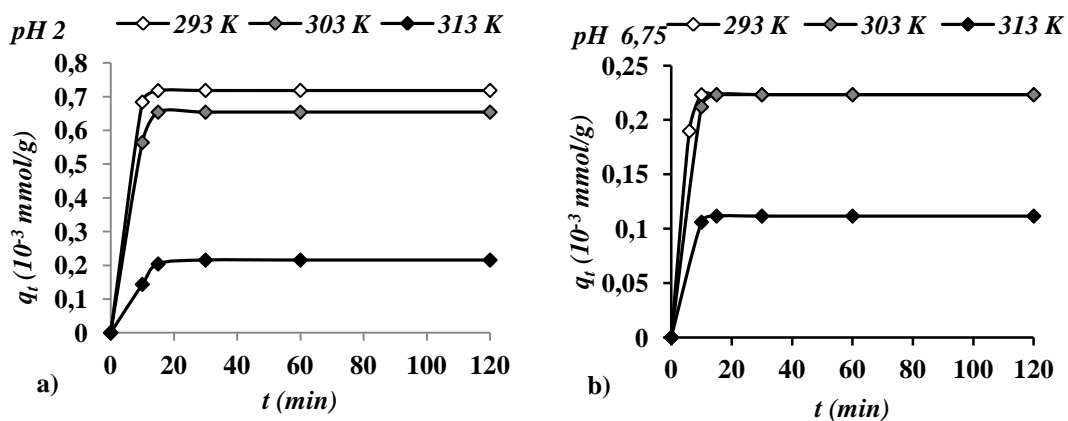 pH 2
293 K 303 K 313 K
0,8
0,7
0,6
0,5
0,4
0,3
0,2
0,1
0
qt (10-3 mmol/g)
0 20 40 60 80 100 120
t (min)
a)
pH 6,75
293 K 303 K 313 K
0,25
0,2
0,15
0,1
0,05
0
qt (10-3 mmol/g)
0 20 40 60 80 100 120
t (min)
b)